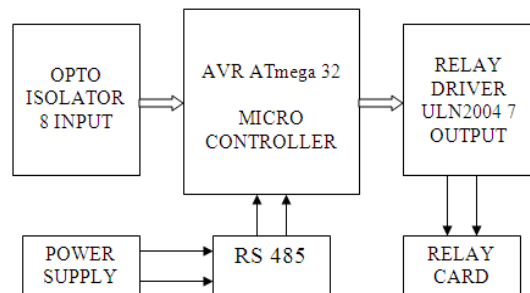 OPTO
ISOLATOR
8 INPUT
AVR ATmega 32
MICRO
CONTROLLER
RELAY
DRIVER
ULN2004 7
OUTPUT
POWER
SUPPLY
RS 485
RELAY
CARD